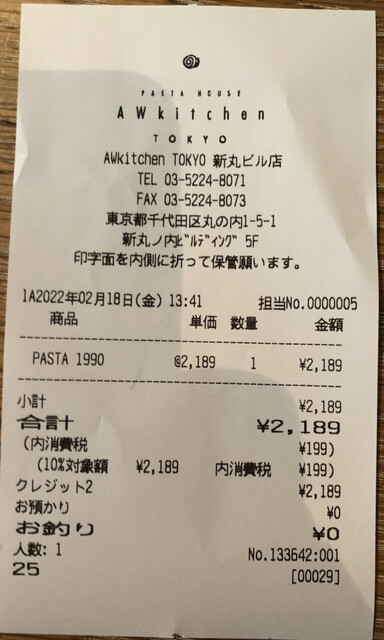 PASTA HOUSE
AWkitchen
TOKYO
AWkitchen TOKYO 新丸ビル店
TEL 03-5224-8071
FAX 03-5224-8073
東京都千代田区丸の内1-5-1
新丸ノ内ﾋﾞﾙﾃﾞｨﾝｸﾞ 5F
印字面を内側に折って保管願います。
1A2022年02月18日(金) 13:41 担当No.0000005
商品 単価 数量 金額
PASTA 1990 @2,189 1 ¥2,189
小計 ¥2,189
合計 ¥2,189
(内消費税 ¥199)
(10%対象額 ¥2,189 内消費税 ¥199)
クレジット2 ¥2,189
お預かり ¥0
お釣り ¥0
人数: 1 No.133642:001
25 [00029]